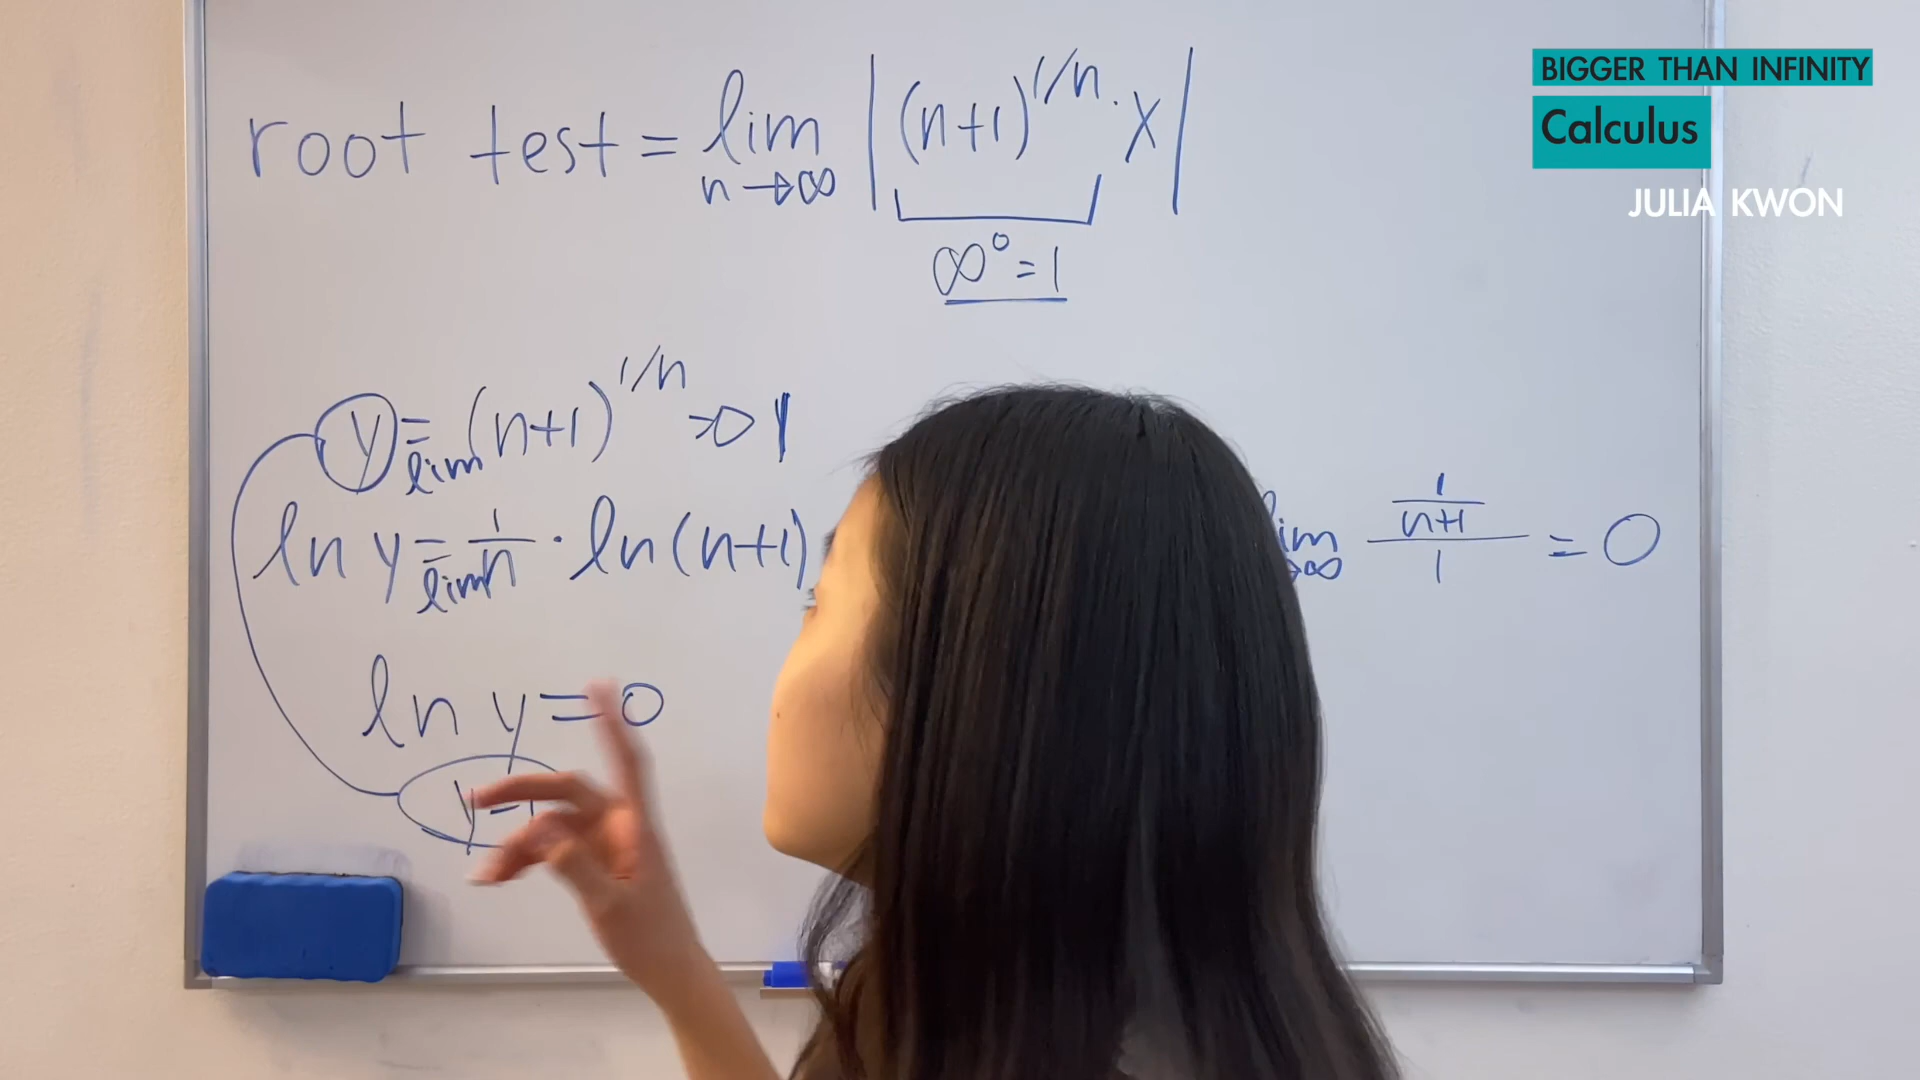 root test = lim n→∞ | (n+1)^1/n · x |
∞^0 = 1
y = lim (n+1)^1/n => 1
ln y = lim 1/n · ln(n+1)
lim →∞ (1/(n+1))/1 = 0
ln y = 0
BIGGER THAN INFINITY
Calculus
JULIA KWON